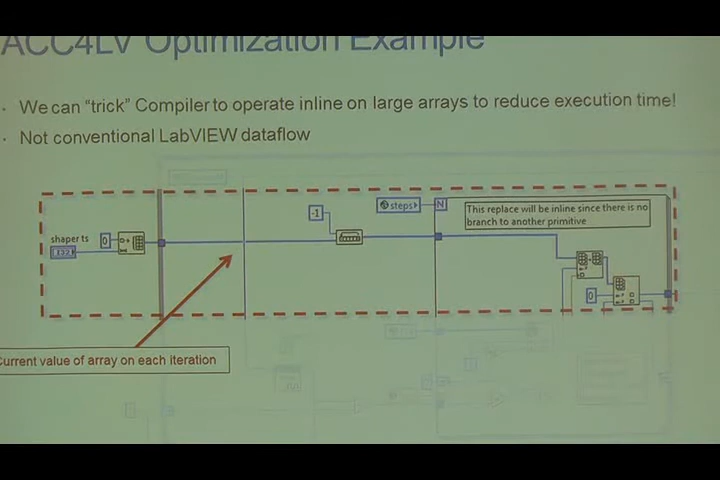 ACC4LV Optimization Example
We can “trick” Compiler to operate inline on large arrays to reduce execution time!
Not conventional LabVIEW dataflow
-1
steps
N
This replace will be inline since there is no
branch to another primitive
shaper ts
0
I32
0
Current value of array on each iteration